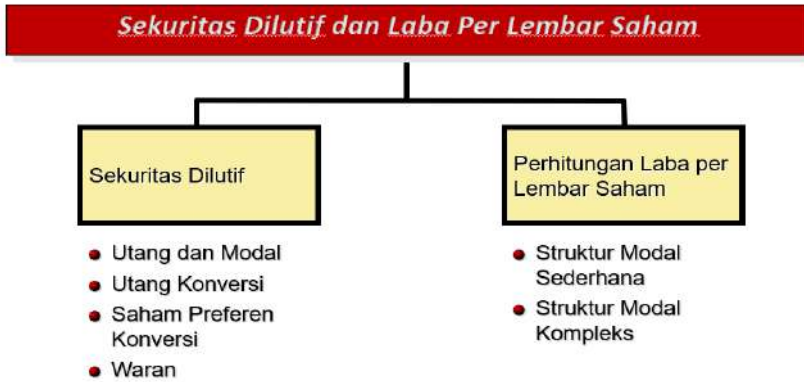 Sekuritas Dilutif dan Laba Per Lembar Saham
Sekuritas Dilutif
Utang dan Modal
Utang Konversi
Saham Preferen
Konversi
Waran
Perhitungan Laba per
Lembar Saham
Struktur Modal
Sederhana
Struktur Modal
Kompleks